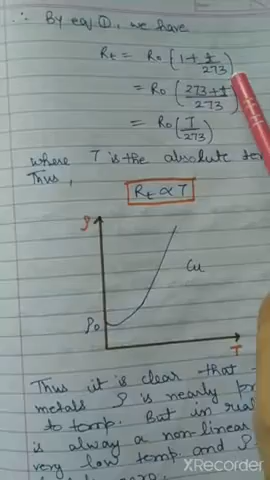 ∴ By eq ①, we have
Rt = R0 [1 + t/273]
= R0 (273+t/273)
= R0 (T/273)
where T is the absolute
Thus,
Rt ∝ T
ρ
Cu
ρ0
T
Thus it is clear that
metals ρ is nearly
to temp. But in
is always a non-linear
very low temp. and ρ
XRecorder